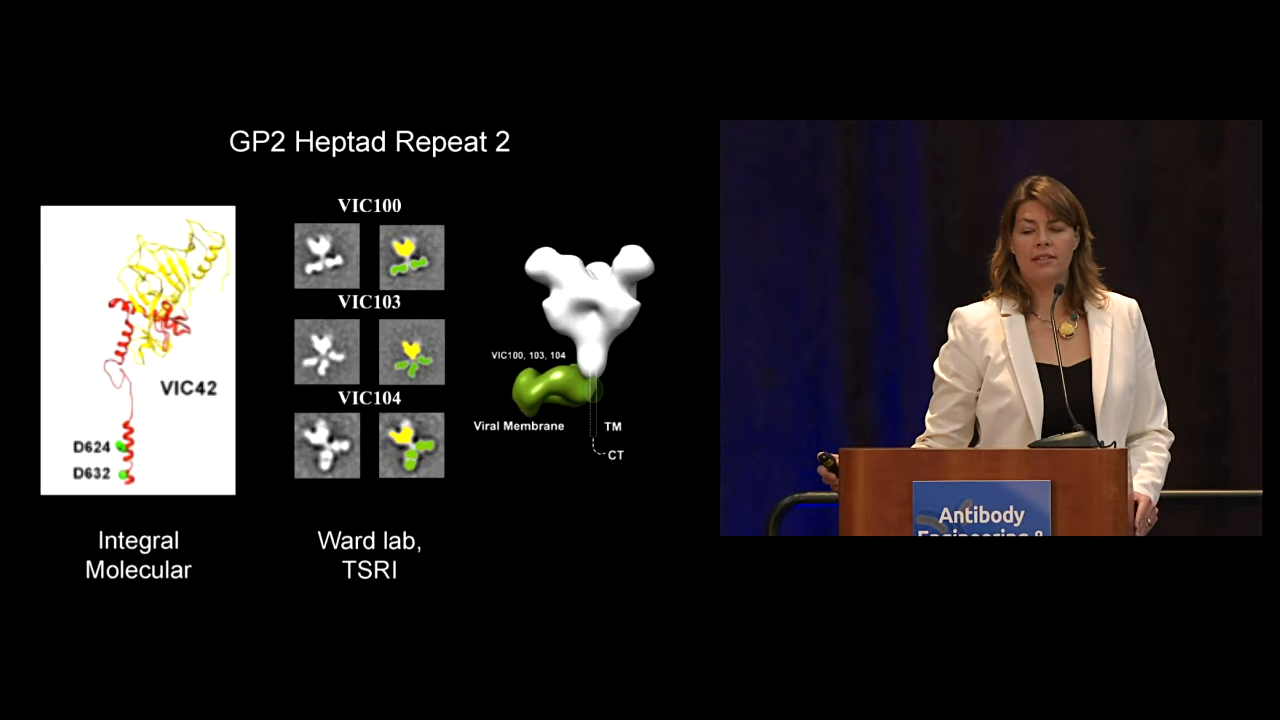 GP2 Heptad Repeat 2
VIC42
D624
D632
Integral
Molecular
VIC100
VIC103
VIC104
Ward lab,
TSRI
VIC100, 103, 104
Viral Membrane
TM
CT
Antibody
Engineering &